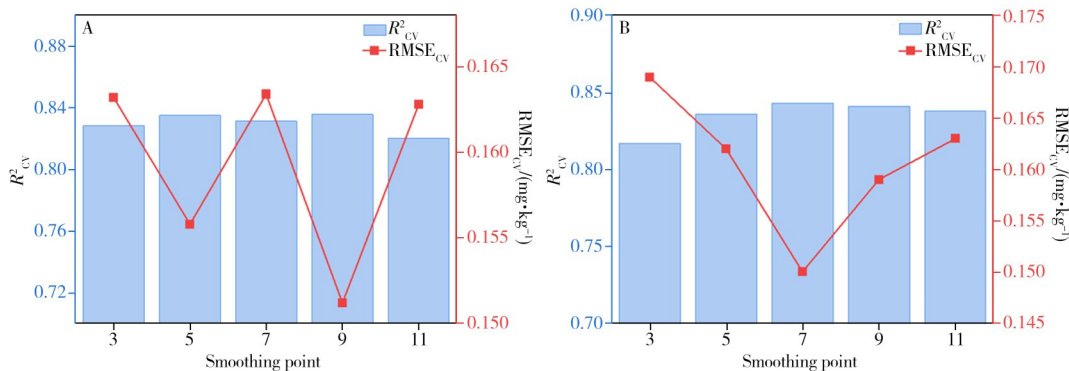 A
R²CV
RMSECV
0.88
0.84
0.80
0.76
0.72
R²CV
0.165
0.160
0.155
0.150
RMSECV/(mg•kg⁻¹)
3 5 7 9 11
Smoothing point
B
R²CV
RMSECV
0.90
0.85
0.80
0.75
0.70
R²CV
0.175
0.170
0.165
0.160
0.155
0.150
0.145
RMSECV/(mg•kg⁻¹)
3 5 7 9 11
Smoothing point